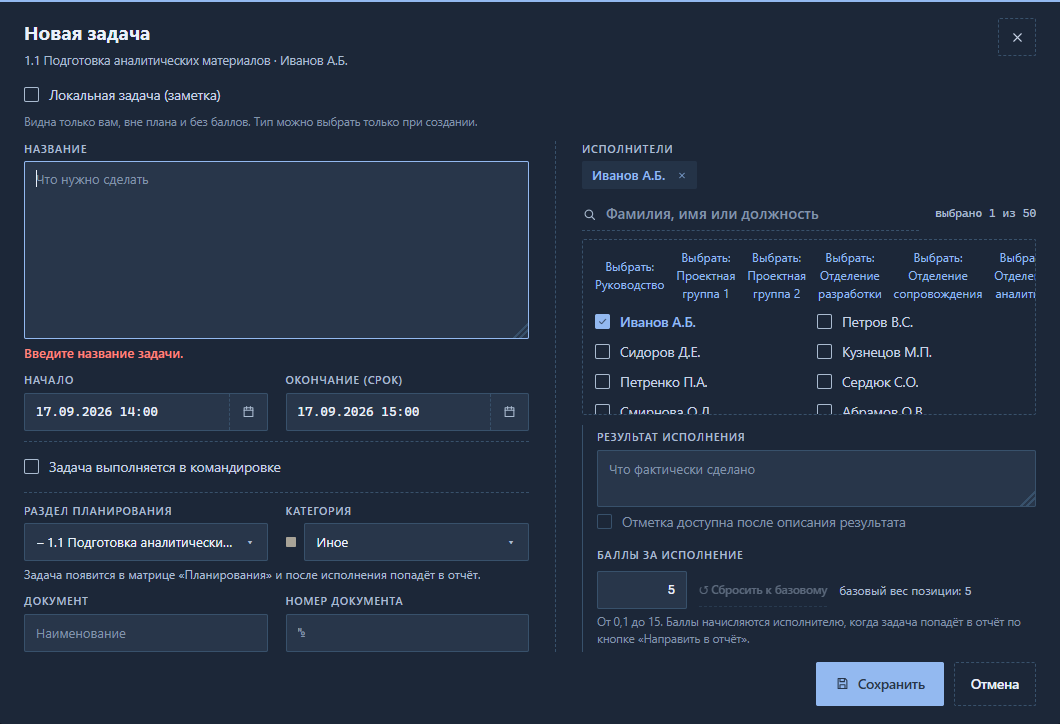 Новая задача
1.1 Подготовка аналитических материалов · Иванов А.Б.
Локальная задача (заметка)
Видна только вам, вне плана и без баллов. Тип можно выбрать только при создании.
НАЗВАНИЕ
Что нужно сделать
Введите название задачи.
НАЧАЛО
ОКОНЧАНИЕ (СРОК)
17.09.2026 14:00
17.09.2026 15:00
Задача выполняется в командировке
РАЗДЕЛ ПЛАНИРОВАНИЯ
КАТЕГОРИЯ
– 1.1 Подготовка аналитически...
Иное
Задача появится в матрице «Планирования» и после исполнения попадёт в отчёт.
ДОКУМЕНТ
НОМЕР ДОКУМЕНТА
Наименование
ИСПОЛНИТЕЛИ
Иванов А.Б. ×
Фамилия, имя или должность
выбрано 1 из 50
Выбрать:
Руководство
Выбрать:
Проектная
группа 1
Выбрать:
Проектная
группа 2
Выбрать:
Отделение
разработки
Выбрать:
Отделение
сопровождения
Выбра
Отделе
аналити
Иванов А.Б.
Петров В.С.
Сидоров Д.Е.
Кузнецов М.П.
Петренко П.А.
Сердюк С.О.
Смирнова О.Д.
Абрамов О.В.
РЕЗУЛЬТАТ ИСПОЛНЕНИЯ
Что фактически сделано
Отметка доступна после описания результата
БАЛЛЫ ЗА ИСПОЛНЕНИЕ
5
↺ Сбросить к базовому
базовый вес позиции: 5
От 0,1 до 15. Баллы начисляются исполнителю, когда задача попадёт в отчёт по
кнопке «Направить в отчёт».
Сохранить
Отмена